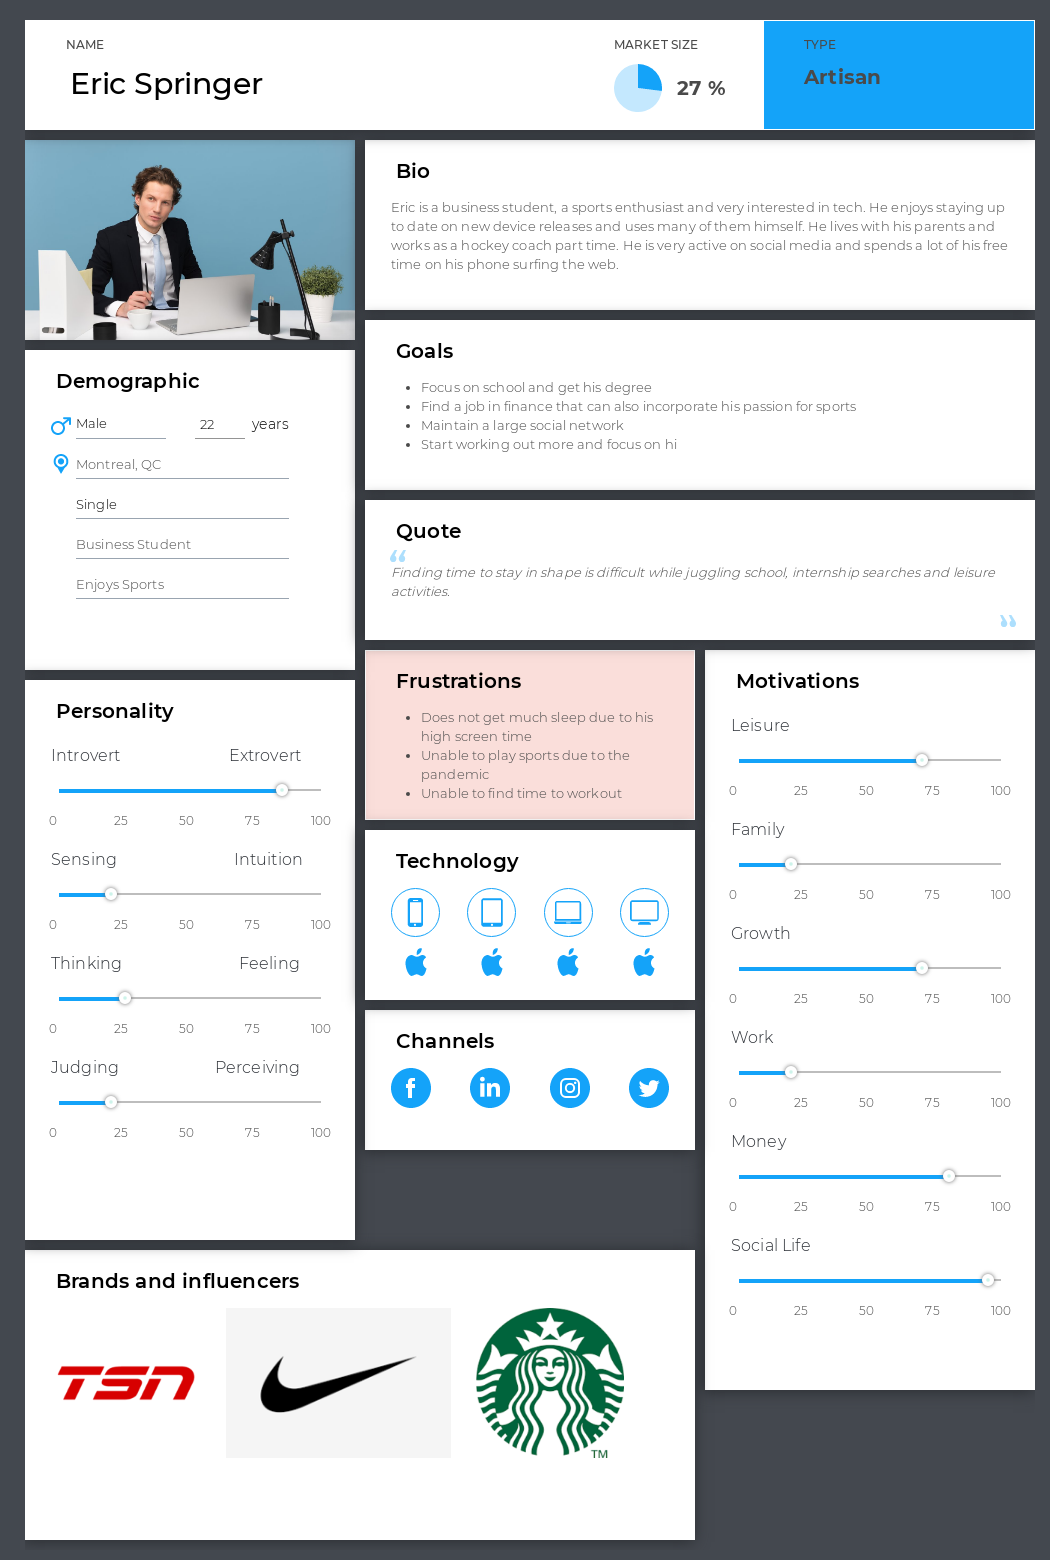 NAME
Eric Springer
MARKET SIZE
27 %
TYPE
Artisan
Bio
Eric is a business student, a sports enthusiast and very interested in tech. He enjoys staying up
to date on new device releases and uses many of them himself. He lives with his parents and
works as a hockey coach part time. He is very active on social media and spends a lot of his free
time on his phone surfing the web.
Goals
Focus on school and get his degree
Find a job in finance that can also incorporate his passion for sports
Maintain a large social network
Start working out more and focus on hi
Demographic
Male 22 years
Montreal, QC
Single
Business Student
Enjoys Sports
Quote
“
Finding time to stay in shape is difficult while juggling school, internship searches and leisure
activities.
”
Personality
Introvert Extrovert
0 25 50 75 100
Sensing Intuition
0 25 50 75 100
Thinking Feeling
0 25 50 75 100
Judging Perceiving
0 25 50 75 100
Frustrations
Does not get much sleep due to his
high screen time
Unable to play sports due to the
pandemic
Unable to find time to workout
Technology
Channels
f in
Motivations
Leisure
0 25 50 75 100
Family
0 25 50 75 100
Growth
0 25 50 75 100
Work
0 25 50 75 100
Money
0 25 50 75 100
Social Life
0 25 50 75 100
Brands and influencers
TSN
TM